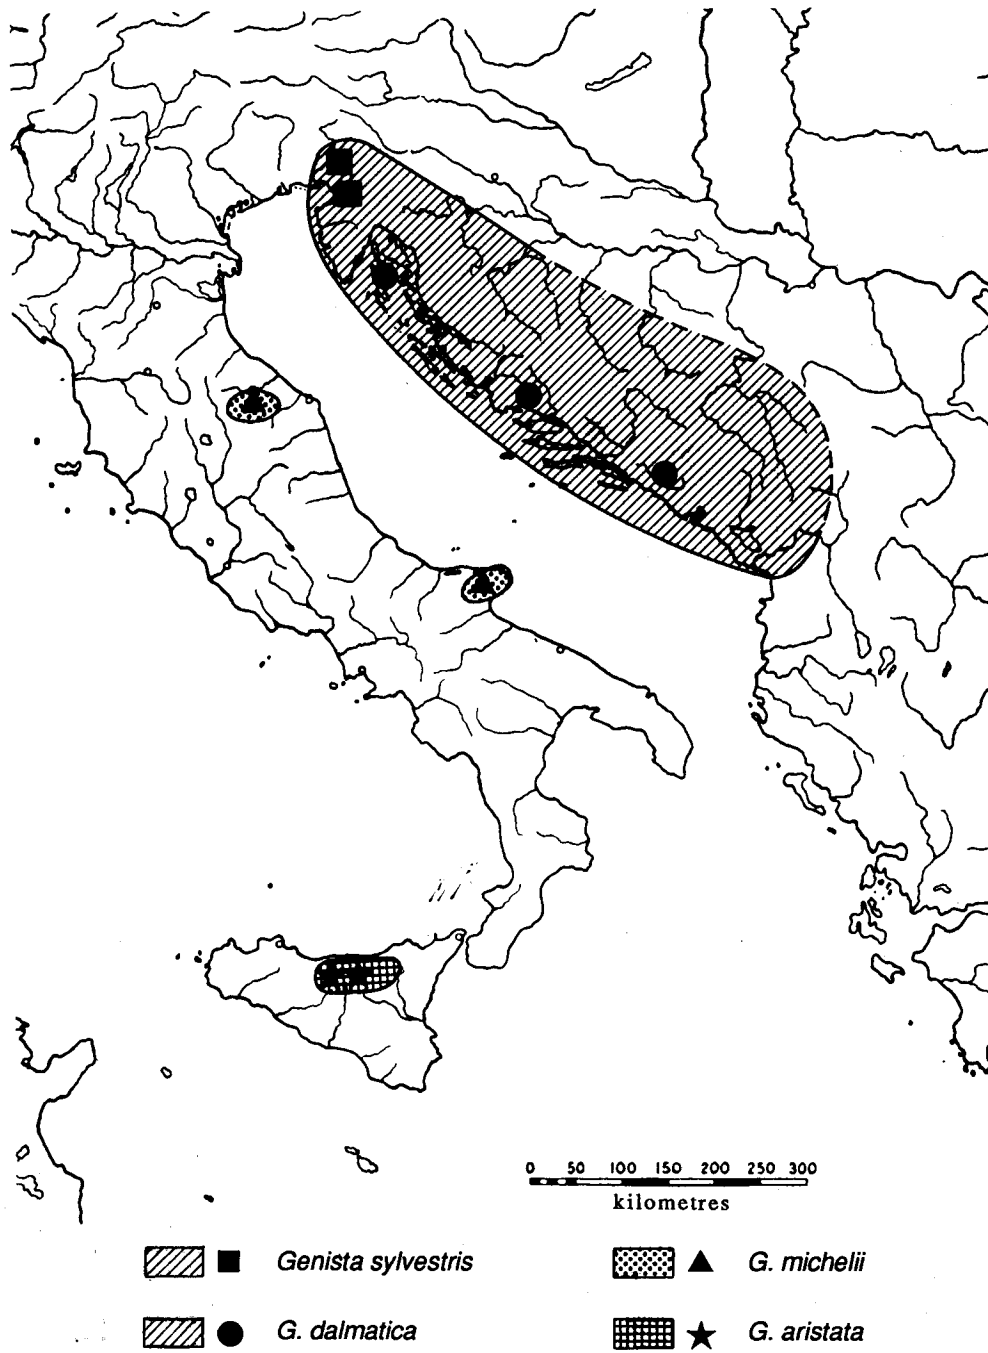 0 50 100 150 200 250 300
kilometres
Genista sylvestris
G. michelii
G. dalmatica
G. aristata